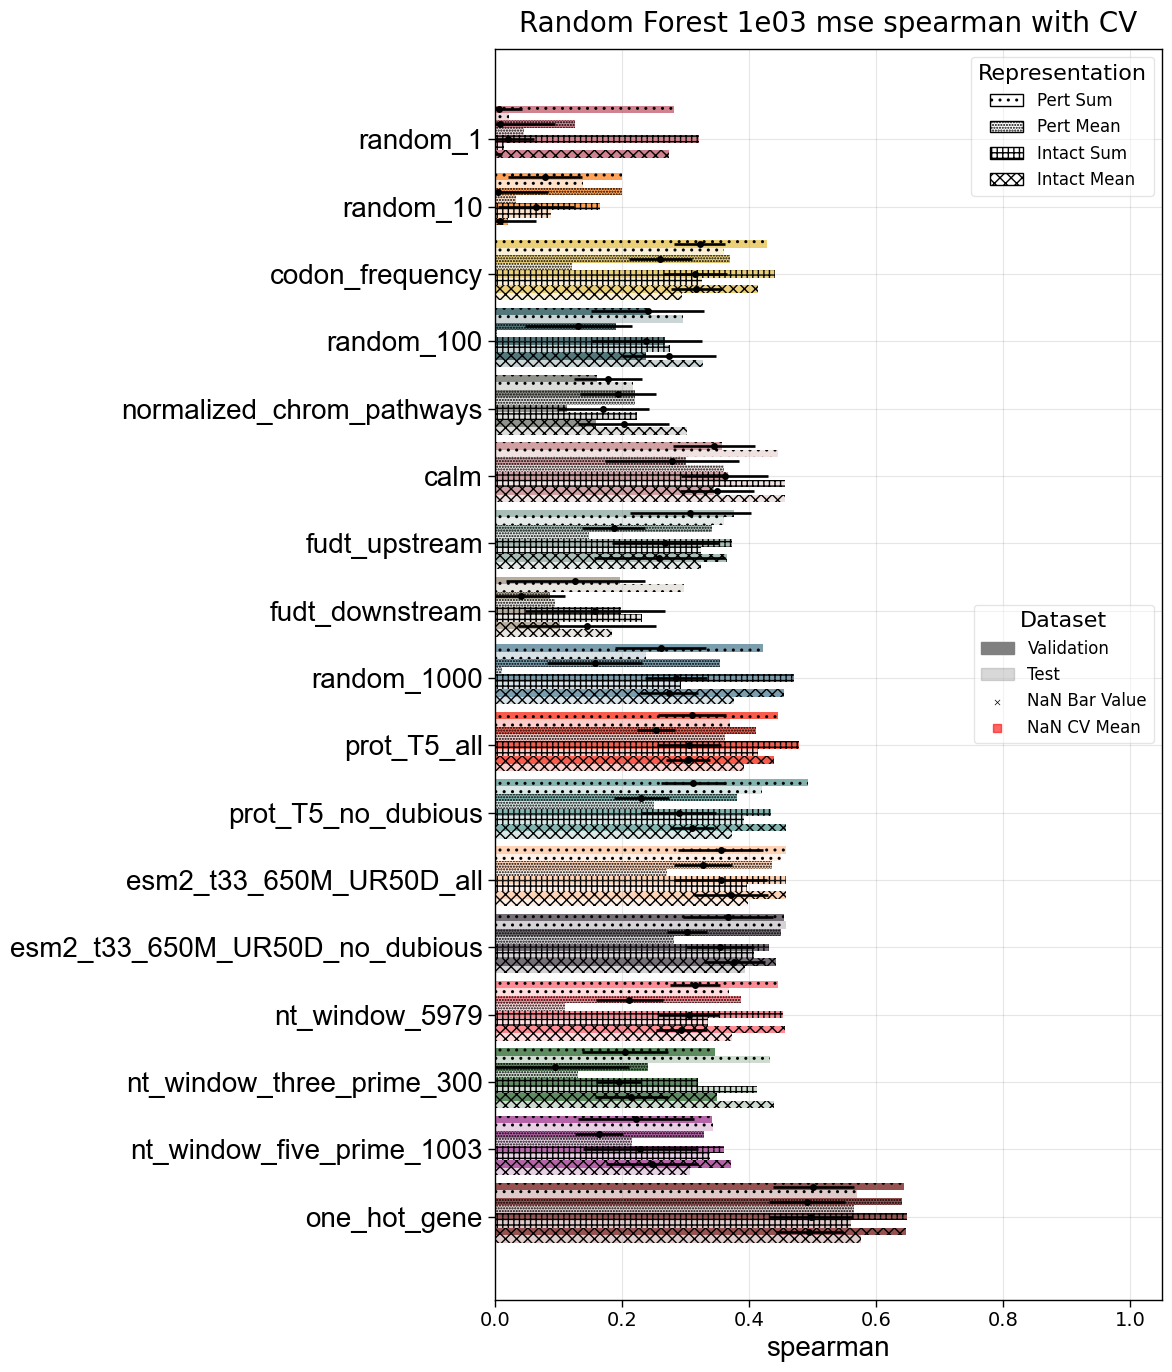 Random Forest 1e03 mse spearman with CV
Representation
Pert Sum
Pert Mean
Intact Sum
Intact Mean
random_1
random_10
codon_frequency
random_100
normalized_chrom_pathways
calm
fudt_upstream
fudt_downstream
Dataset
Validation
Test
NaN Bar Value
NaN CV Mean
random_1000
prot_T5_all
prot_T5_no_dubious
esm2_t33_650M_UR50D_all
esm2_t33_650M_UR50D_no_dubious
nt_window_5979
nt_window_three_prime_300
nt_window_five_prime_1003
one_hot_gene
0.0 0.2 0.4 0.6 0.8 1.0
spearman